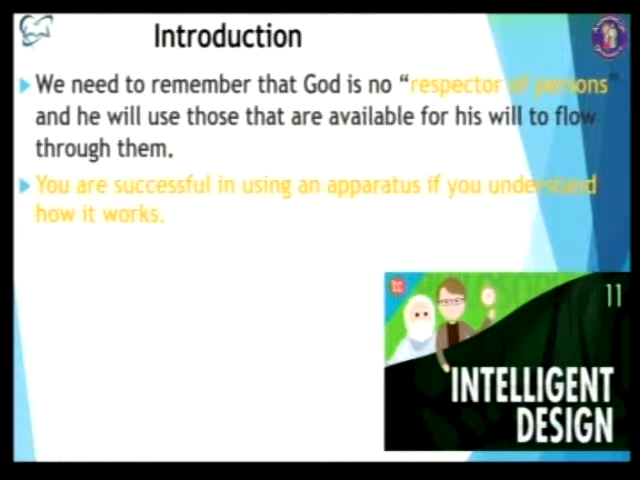 Introduction
We need to remember that God is no “respector of persons”
and he will use those that are available for his will to flow
through them.
You are successful in using an apparatus if you understand
how it works.
11
INTELLIGENT
DESIGN